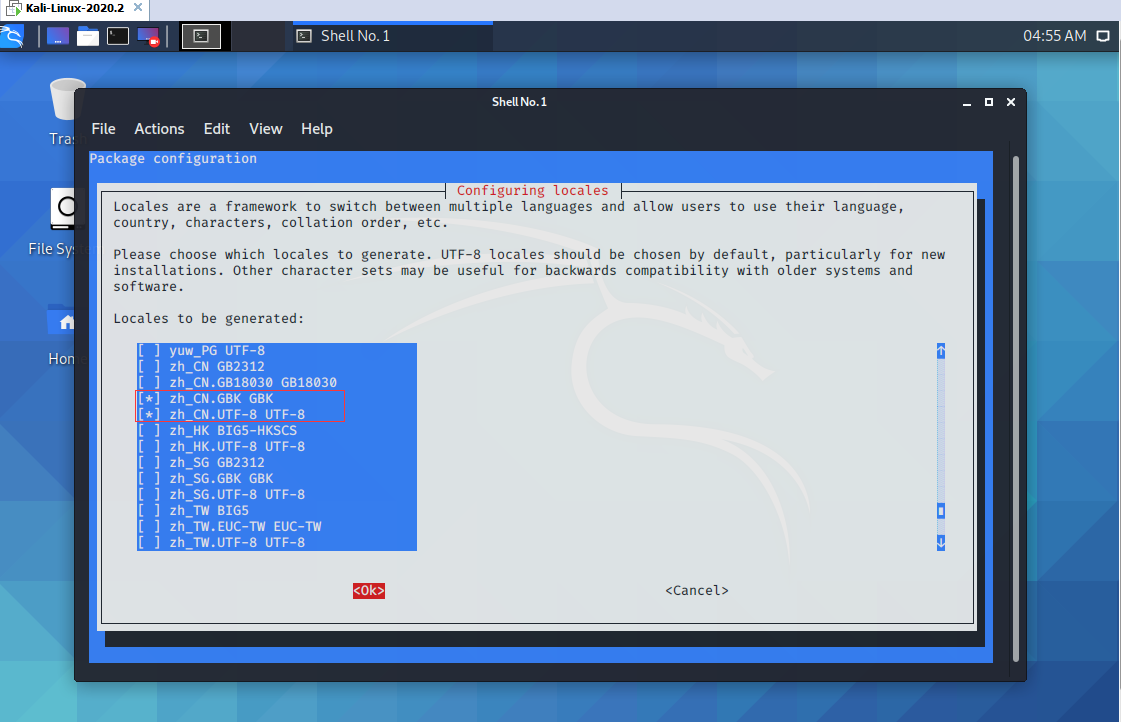 Kali-Linux-2020.2
Shell No. 1
04:55 AM
Shell No. 1
File Actions Edit View Help
Package configuration
Configuring locales
Locales are a framework to switch between multiple languages and allow users to use their language,
country, characters, collation order, etc.
Please choose which locales to generate. UTF-8 locales should be chosen by default, particularly for new
installations. Other character sets may be useful for backwards compatibility with older systems and
software.
Locales to be generated:
[ ] yuw_PG UTF-8
[ ] zh_CN GB2312
[ ] zh_CN.GB18030 GB18030
[*] zh_CN.GBK GBK
[*] zh_CN.UTF-8 UTF-8
[ ] zh_HK BIG5-HKSCS
[ ] zh_HK.UTF-8 UTF-8
[ ] zh_SG GB2312
[ ] zh_SG.GBK GBK
[ ] zh_SG.UTF-8 UTF-8
[ ] zh_TW BIG5
[ ] zh_TW.EUC-TW EUC-TW
[ ] zh_TW.UTF-8 UTF-8
<Ok> <Cancel>
Trash
File System
Home